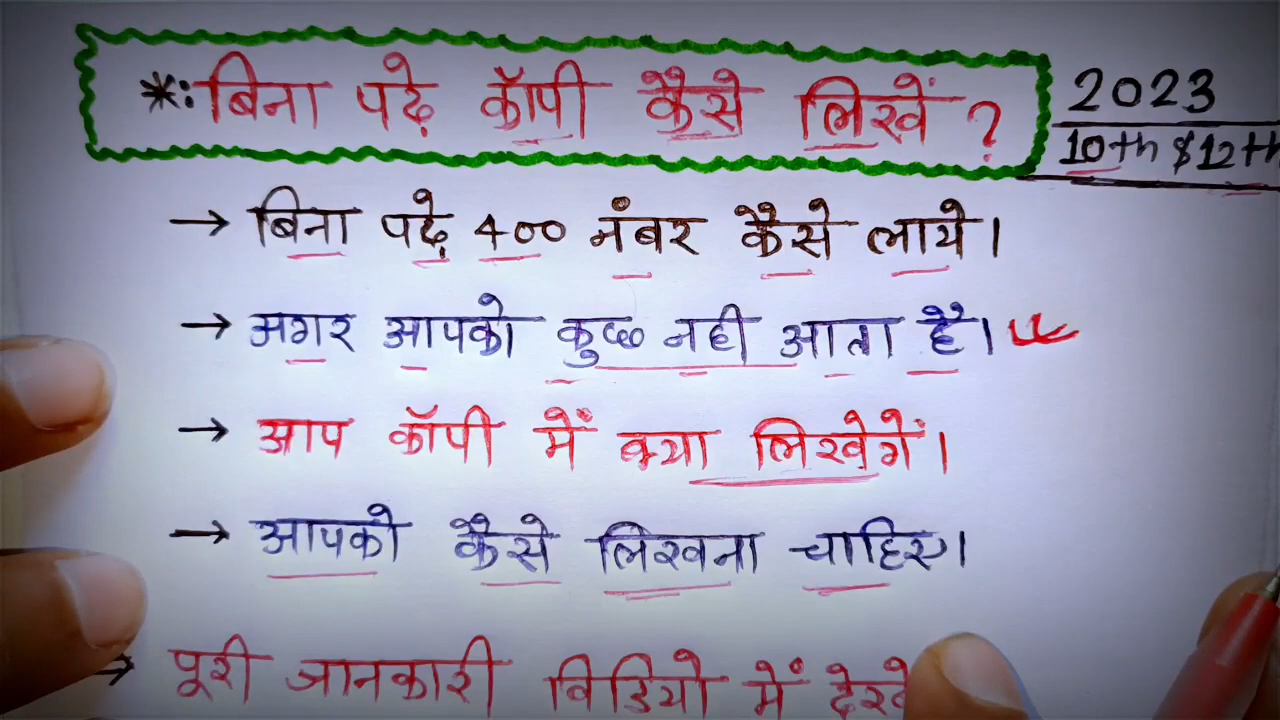 *: बिना पढ़े कॉपी कैसे लिखें ?
2023
10th & 12th
→ बिना पढ़े 400 नंबर कैसे लाये।
→ अगर आपको कुछ नही आता है।
→ आप कॉपी में क्या लिखेगें।
→ आपको कैसे लिखना चाहिए।
→ पूरी जानकारी विडियो में